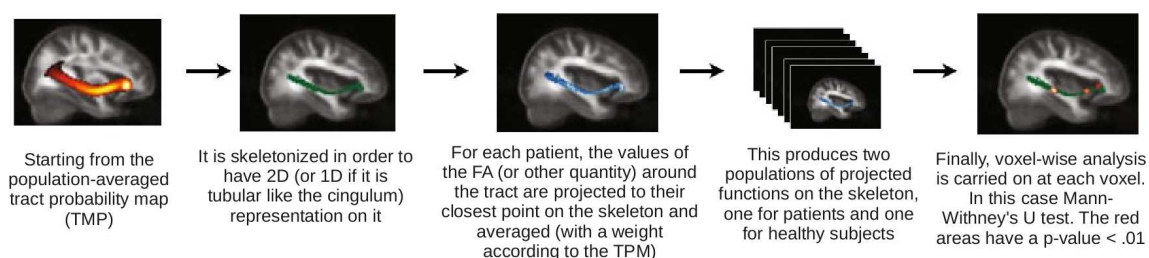 Starting from the
population-averaged
tract probability map
(TMP)
It is skeletonized in order to
have 2D (or 1D if it is
tubular like the cingulum)
representation on it
For each patient, the values of
the FA (or other quantity) around
the tract are projected to their
closest point on the skeleton and
averaged (with a weight
according to the TPM)
This produces two
populations of projected
functions on the skeleton,
one for patients and one
for healthy subjects
Finally, voxel-wise analysis
is carried on at each voxel.
In this case Mann-
Withney's U test. The red
areas have a p-value < .01